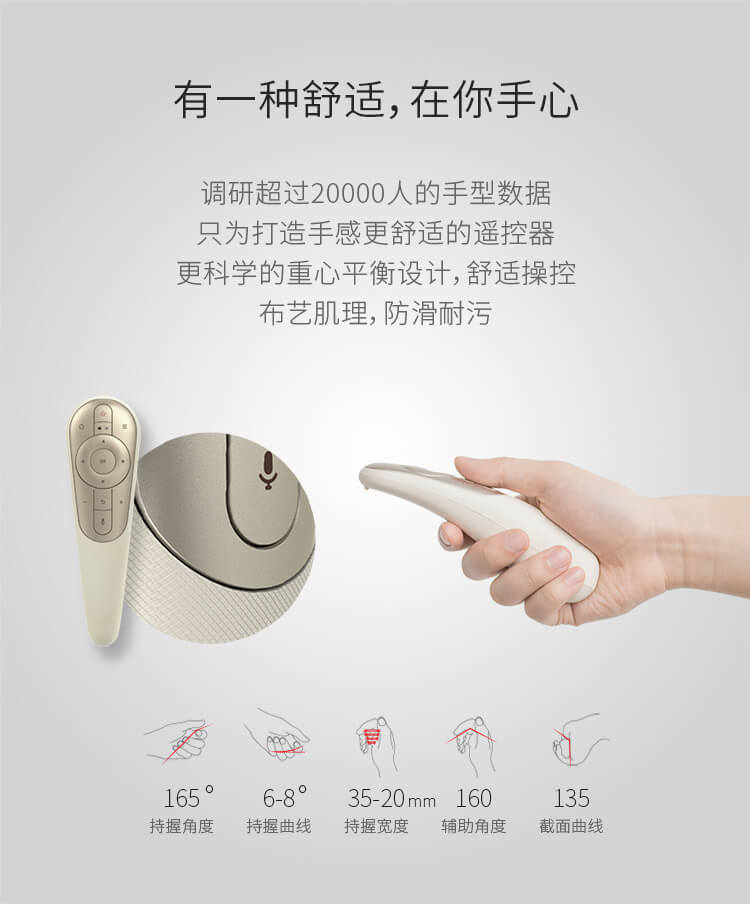 有一种舒适，在你手心
调研超过20000人的手型数据
只为打造手感更舒适的遥控器
更科学的重心平衡设计，舒适操控
布艺肌理，防滑耐污
165° 6-8° 35-20mm 160 135
持握角度 持握曲线 持握宽度 辅助角度 截面曲线